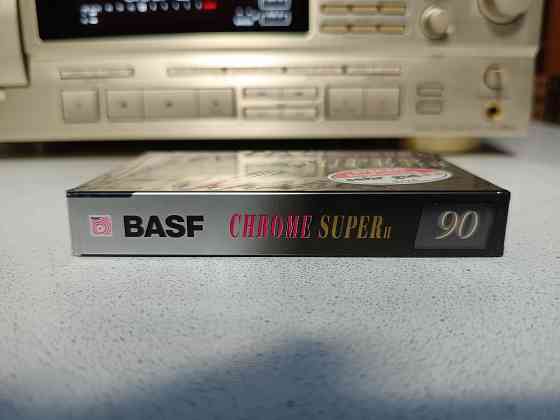 BASF CHROME SUPER II 90